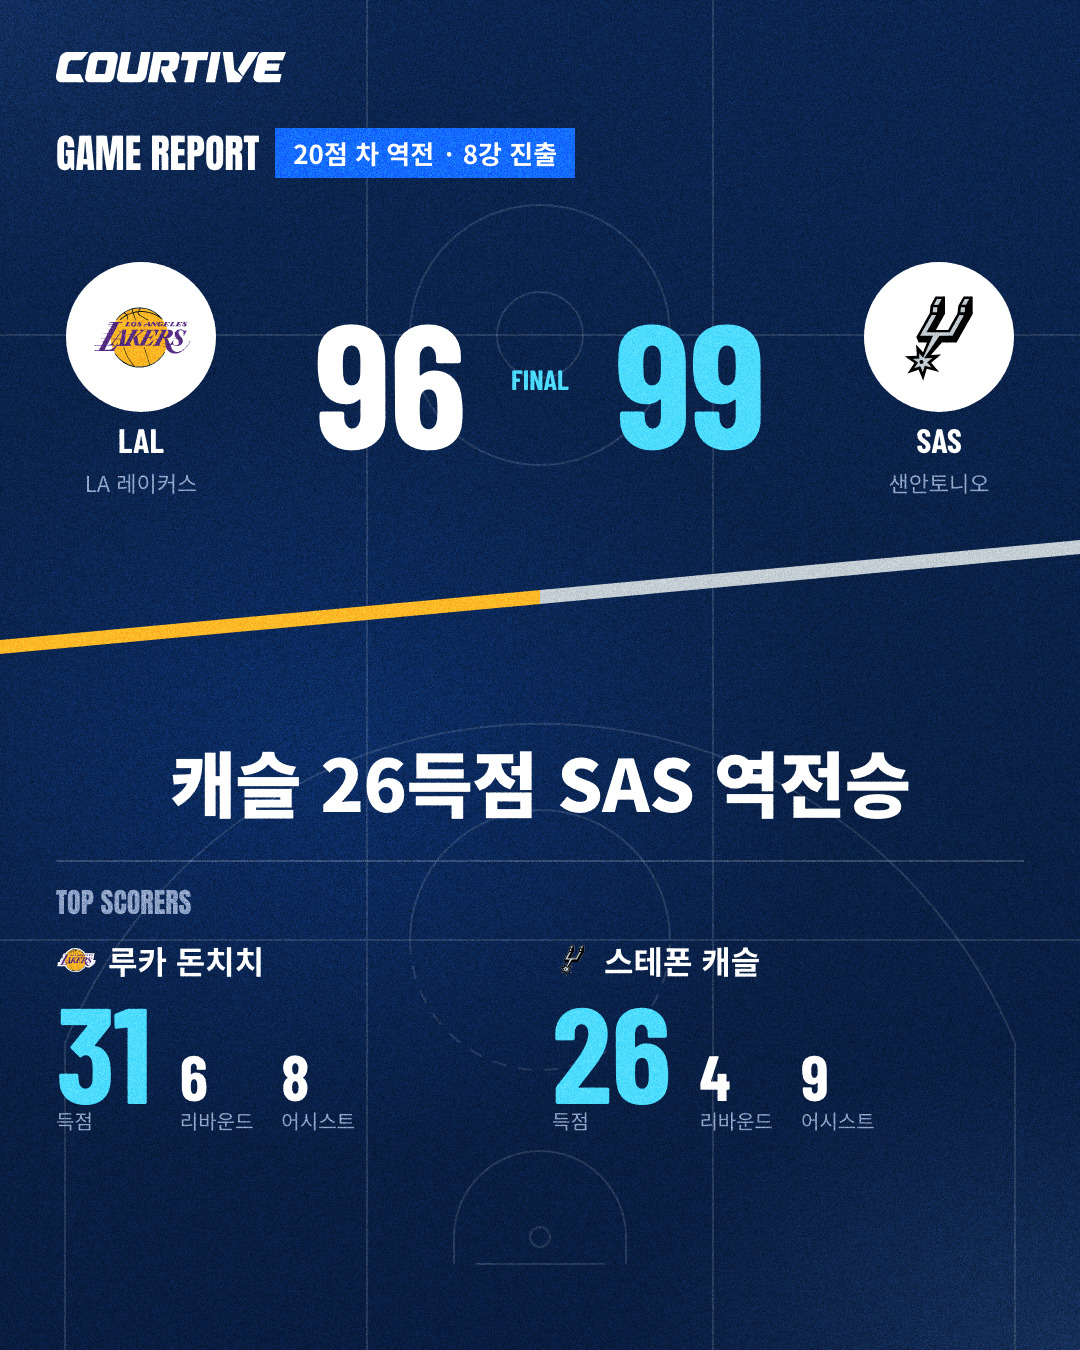 COURTIVE
GAME REPORT 20점 차 역전 · 8강 진출
LOS ANGELES
LAKERS
96 FINAL 99
LAL SAS
LA 레이커스 샌안토니오
캐슬 26득점 SAS 역전승
TOP SCORERS
LAKERS 루카 돈치치 스테폰 캐슬
31 6 8 26 4 9
득점 리바운드 어시스트 득점 리바운드 어시스트